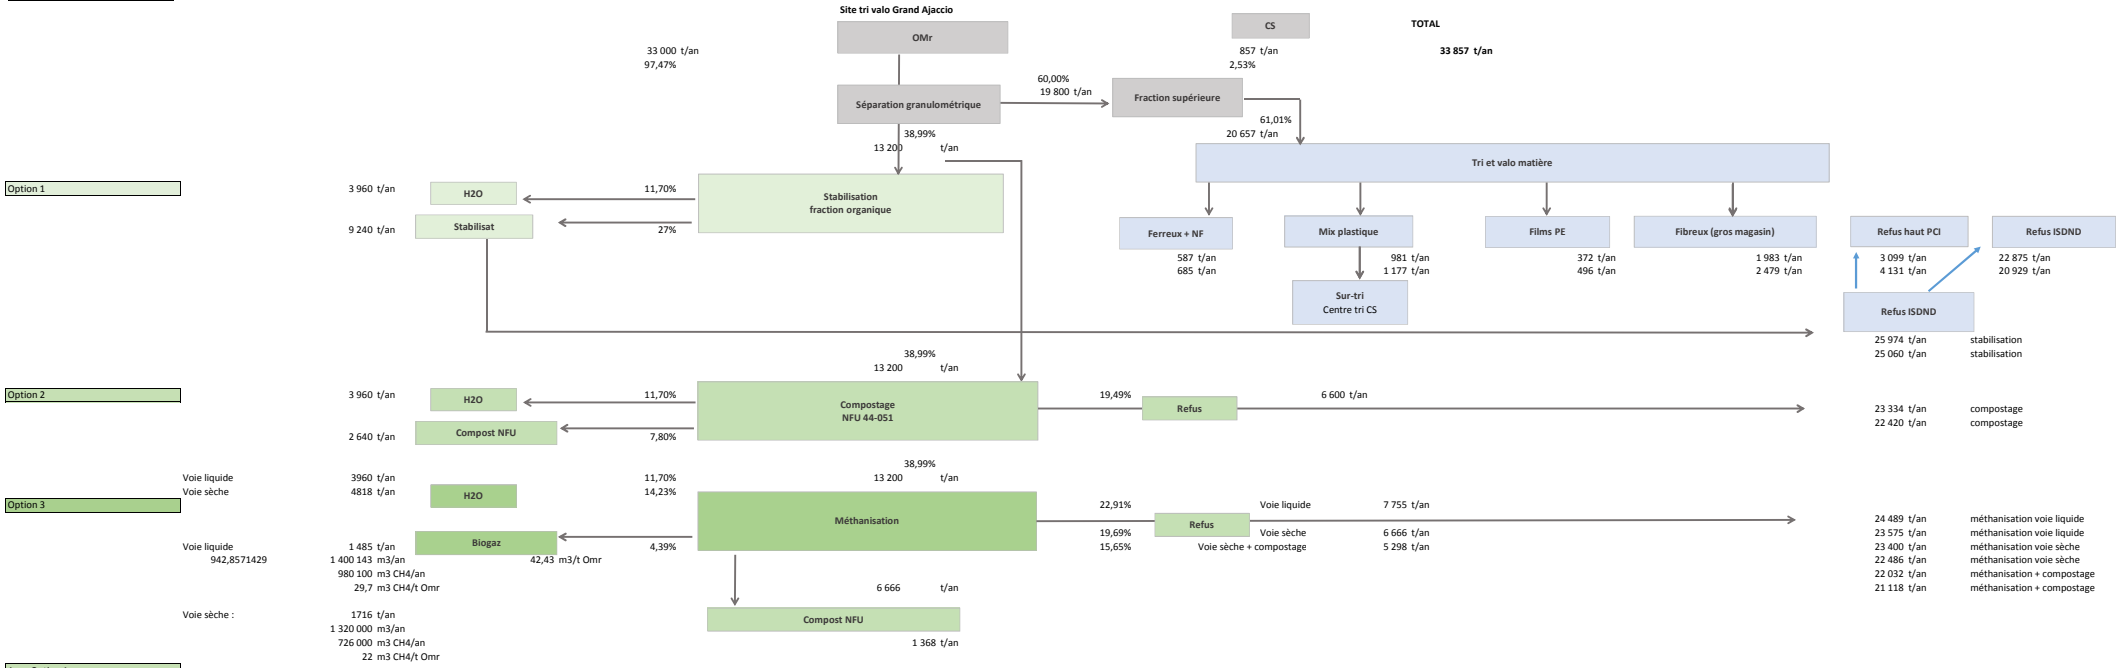 Site tri valo Grand Ajaccio
CS
TOTAL
OMr
33 000 t/an
857 t/an
33 857 t/an
97,47%
2,53%
60,00%
19 800 t/an
Fraction supérieure
Séparation granulométrique
61,01%
20 657 t/an
38,99%
13 200 t/an
Tri et valo matière
Option 1
3 960 t/an
H2O
11,70%
Stabilisation
fraction organique
9 240 t/an
Stabilisat
27%
Ferreux + NF
Mix plastique
Films PE
Fibreux (gros magasin)
Refus haut PCI
Refus ISDND
587 t/an
981 t/an
372 t/an
1 983 t/an
3 099 t/an
22 875 t/an
685 t/an
1 177 t/an
496 t/an
2 479 t/an
4 131 t/an
20 929 t/an
Sur-tri
Centre tri CS
Refus ISDND
25 974 t/an stabilisation
25 060 t/an stabilisation
38,99%
13 200 t/an
Option 2
3 960 t/an
H2O
11,70%
Compostage
NFU 44-051
19,49%
Refus
6 600 t/an
23 334 t/an compostage
22 420 t/an compostage
2 640 t/an
Compost NFU
7,80%
38,99%
Voie liquide 3960 t/an
11,70%
13 200 t/an
Voie sèche 4818 t/an
H2O
14,23%
Option 3
22,91%
Voie liquide 7 755 t/an
Méthanisation
Refus
24 489 t/an méthanisation voie liquide
23 575 t/an méthanisation voie liquide
19,69%
Voie sèche 6 666 t/an
23 400 t/an méthanisation voie sèche
Voie liquide 1 485 t/an
Biogaz
4,39%
15,65%
Voie sèche + compostage 5 298 t/an
22 486 t/an méthanisation voie sèche
942,8571429 1 400 143 m3/an
42,43 m3/t Omr
22 032 t/an méthanisation + compostage
980 100 m3 CH4/an
29,7 m3 CH4/t Omr
6 666 t/an
21 118 t/an méthanisation + compostage
Voie sèche : 1716 t/an
Compost NFU
1 320 000 m3/an
726 000 m3 CH4/an
1 368 t/an
22 m3 CH4/t Omr